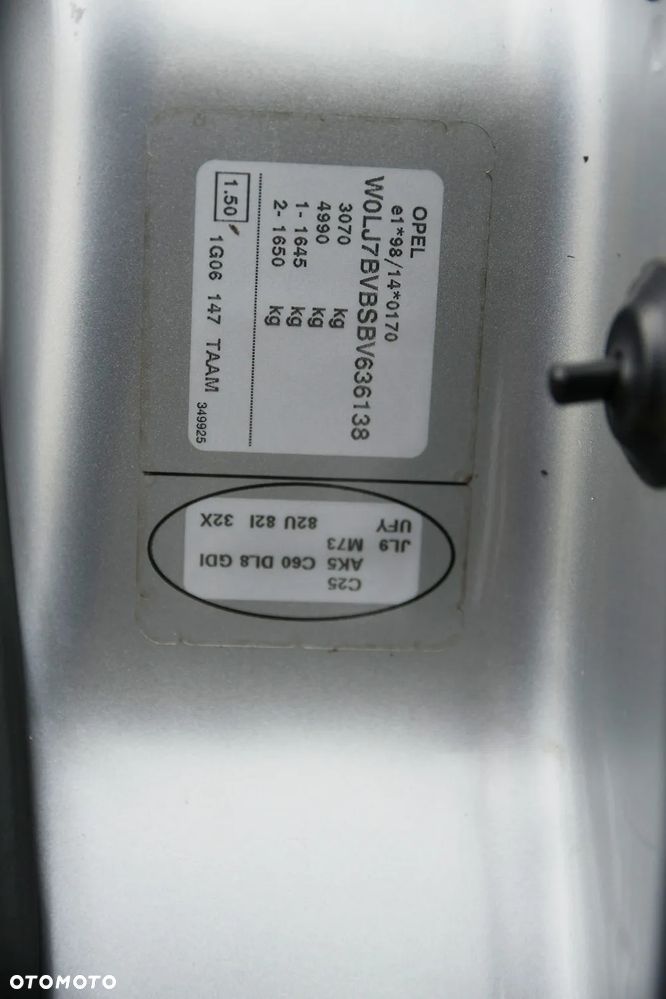 OPEL
e1*98/14*0170
W0LJ7BVBSBV636138
3070 kg
4990 kg
1- 1645 kg
2- 1650 kg
1.50 1G06 147 TAAM 349925
C25
AK5 C60 DL8 GDI
JL9 M73
UFY 82U 82I 32X
OTOMOTO